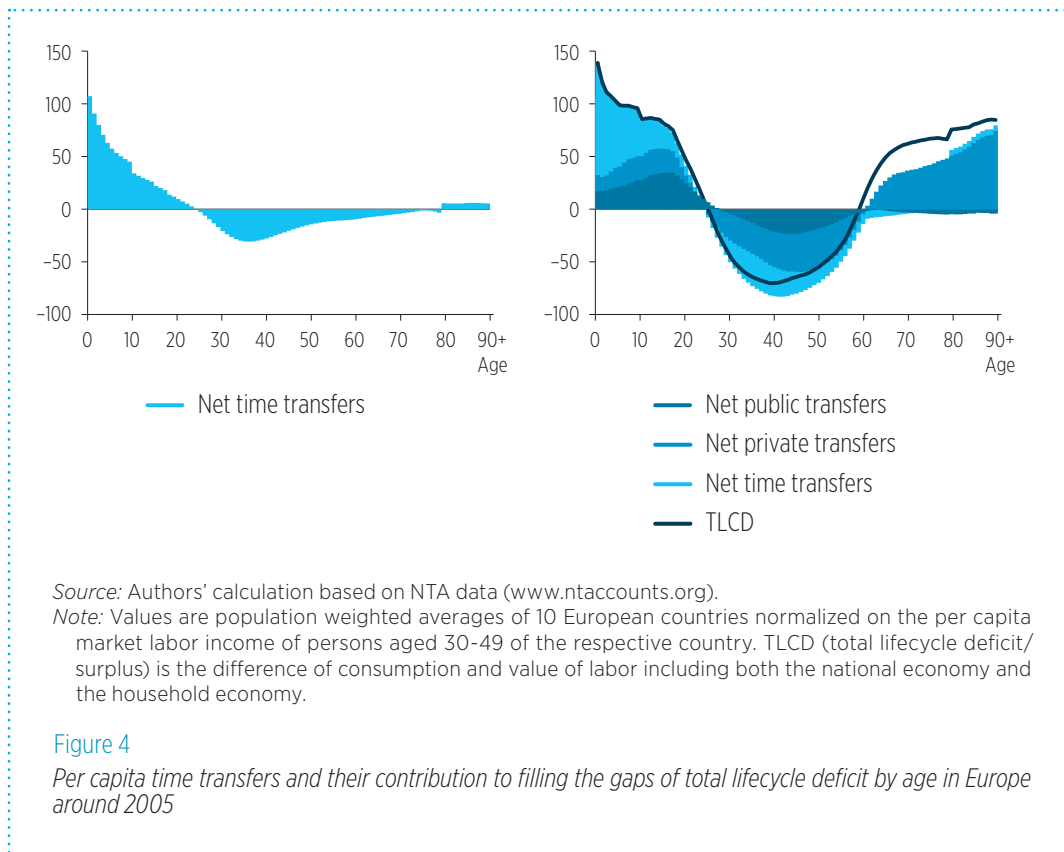 150
100
50
0
−50
−100
0 10 20 30 40 50 60 70 80 90+
Age
Net time transfers
150
100
50
0
−50
−100
0 10 20 30 40 50 60 70 80 90+
Age
Net public transfers
Net private transfers
Net time transfers
TLCD
Source: Authors' calculation based on NTA data (www.ntaccounts.org).
Note: Values are population weighted averages of 10 European countries normalized on the per capita
market labor income of persons aged 30-49 of the respective country. TLCD (total lifecycle deficit/
surplus) is the difference of consumption and value of labor including both the national economy and
the household economy.
Figure 4
Per capita time transfers and their contribution to filling the gaps of total lifecycle deficit by age in Europe
around 2005